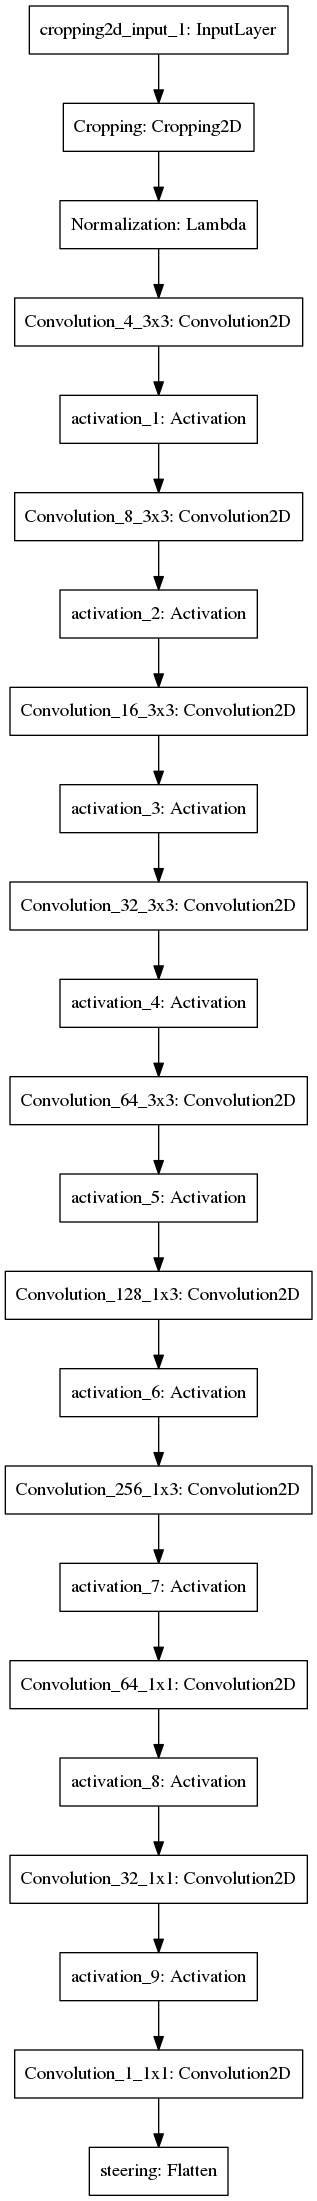 cropping2d_input_1: InputLayer
Cropping: Cropping2D
Normalization: Lambda
Convolution_4_3x3: Convolution2D
activation_1: Activation
Convolution_8_3x3: Convolution2D
activation_2: Activation
Convolution_16_3x3: Convolution2D
activation_3: Activation
Convolution_32_3x3: Convolution2D
activation_4: Activation
Convolution_64_3x3: Convolution2D
activation_5: Activation
Convolution_128_1x3: Convolution2D
activation_6: Activation
Convolution_256_1x3: Convolution2D
activation_7: Activation
Convolution_64_1x1: Convolution2D
activation_8: Activation
Convolution_32_1x1: Convolution2D
activation_9: Activation
Convolution_1_1x1: Convolution2D
steering: Flatten